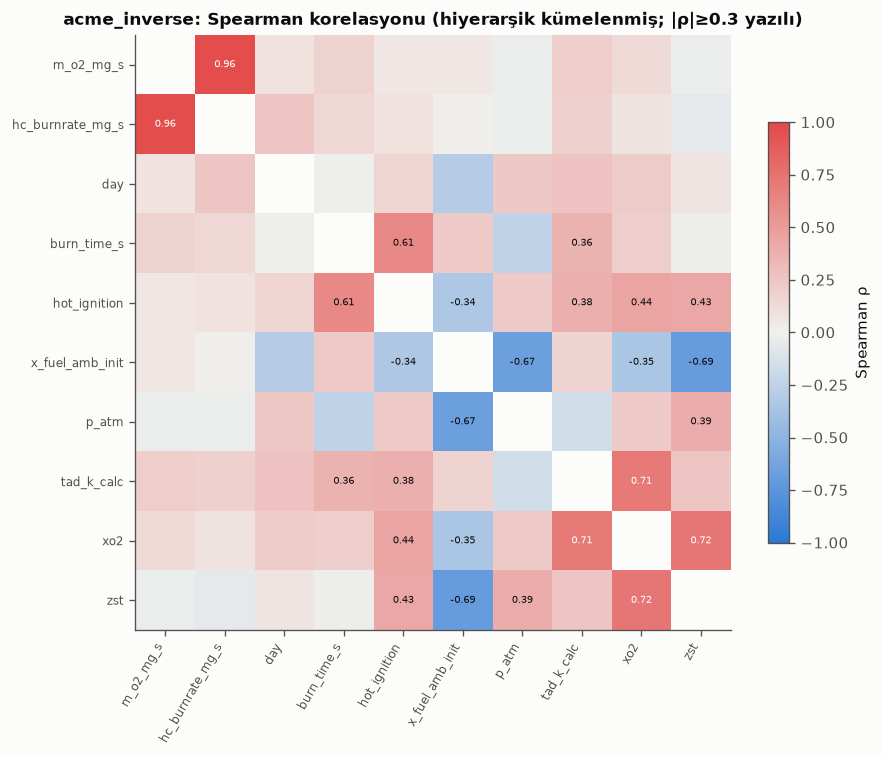 acme_inverse: Spearman korelasyonu (hiyerarşik kümelenmiş; |ρ|≥0.3 yazılı)
m_o2_mg_s 0.96
hc_burnrate_mg_s 0.96
day
burn_time_s 0.61 0.36
hot_ignition 0.61 -0.34 0.38 0.44 0.43
x_fuel_amb_init -0.34 -0.67 -0.35 -0.69
p_atm -0.67 0.39
tad_k_calc 0.36 0.38 0.71
xo2 0.44 -0.35 0.71 0.72
zst 0.43 -0.69 0.39 0.72
m_o2_mg_s
hc_burnrate_mg_s
day
burn_time_s
hot_ignition
x_fuel_amb_init
p_atm
tad_k_calc
xo2
zst
1.00
0.75
0.50
0.25
0.00
−0.25
−0.50
−0.75
−1.00
Spearman ρ